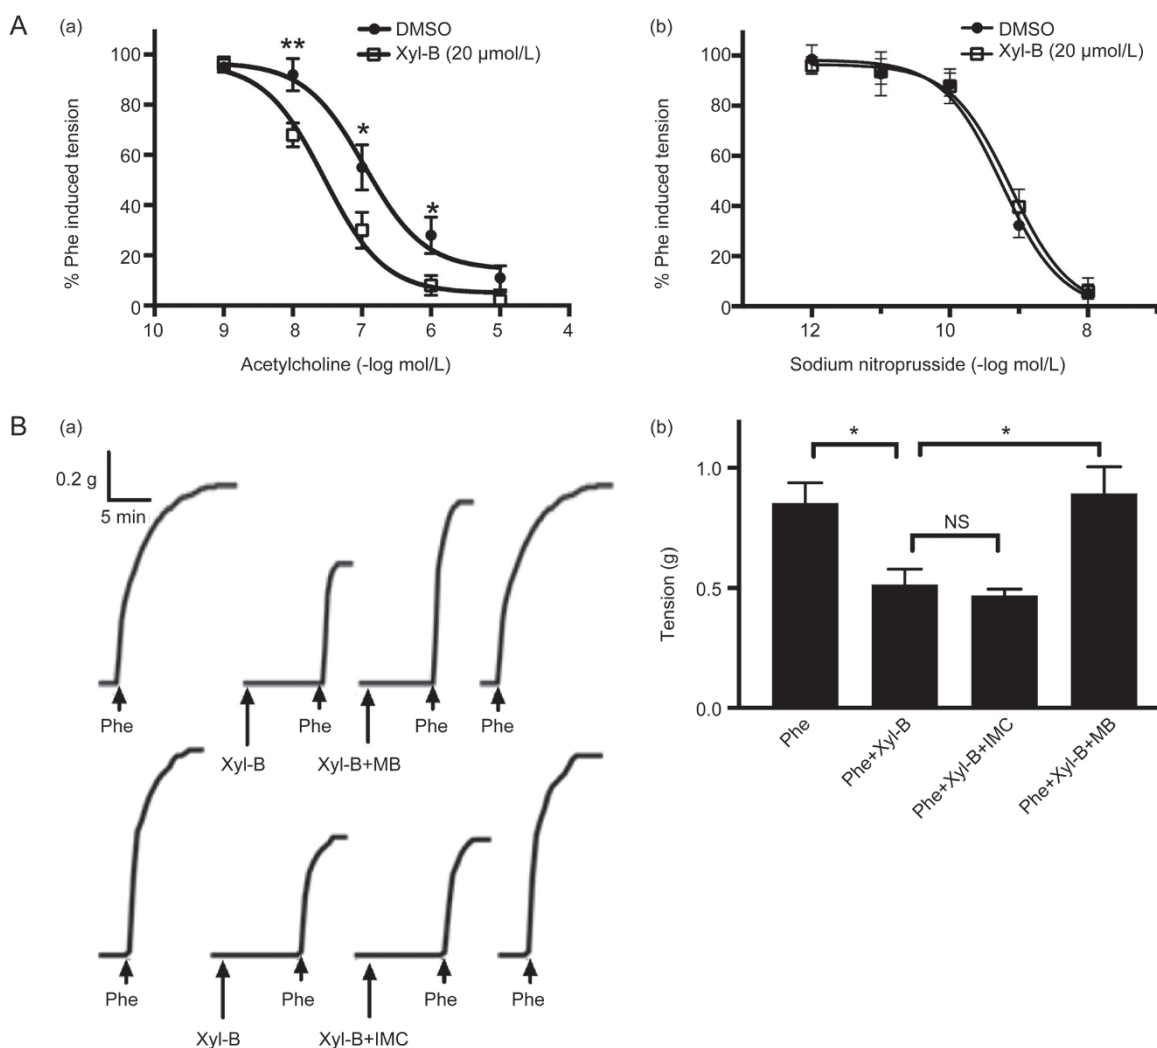 A
(a)
DMSO
Xyl-B (20 µmol/L)
100
80
60
40
20
0
**
*
*
% Phe induced tension
10 9 8 7 6 5 4
Acetylcholine (-log mol/L)
(b)
DMSO
Xyl-B (20 µmol/L)
100
80
60
40
20
0
% Phe induced tension
12 10 8
Sodium nitroprusside (-log mol/L)
B
(a)
0.2 g
5 min
Phe Phe Phe Phe
Xyl-B Xyl-B+MB
Phe Phe Phe Phe
Xyl-B Xyl-B+IMC
(b)
* *
NS
1.0
0.5
0.0
Tension (g)
Phe
Phe+Xyl-B
Phe+Xyl-B+IMC
Phe+Xyl-B+MB